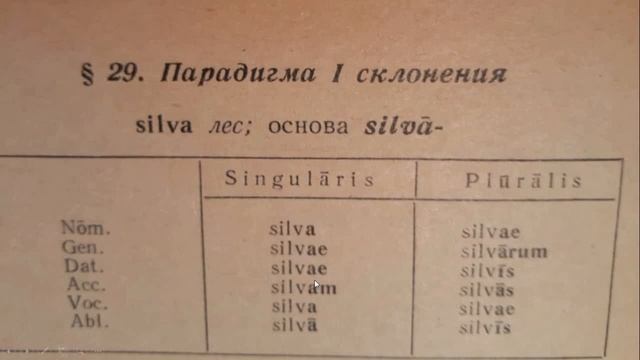 § 29. Парадигма I склонения
silva лес; основа silvā-
Singulāris Plūrālis
Nōm. silva silvae
Gen. silvae silvārum
Dat. silvae silvīs
Acc. silvam silvās
Voc. silva silvae
Abl. silvā silvīs